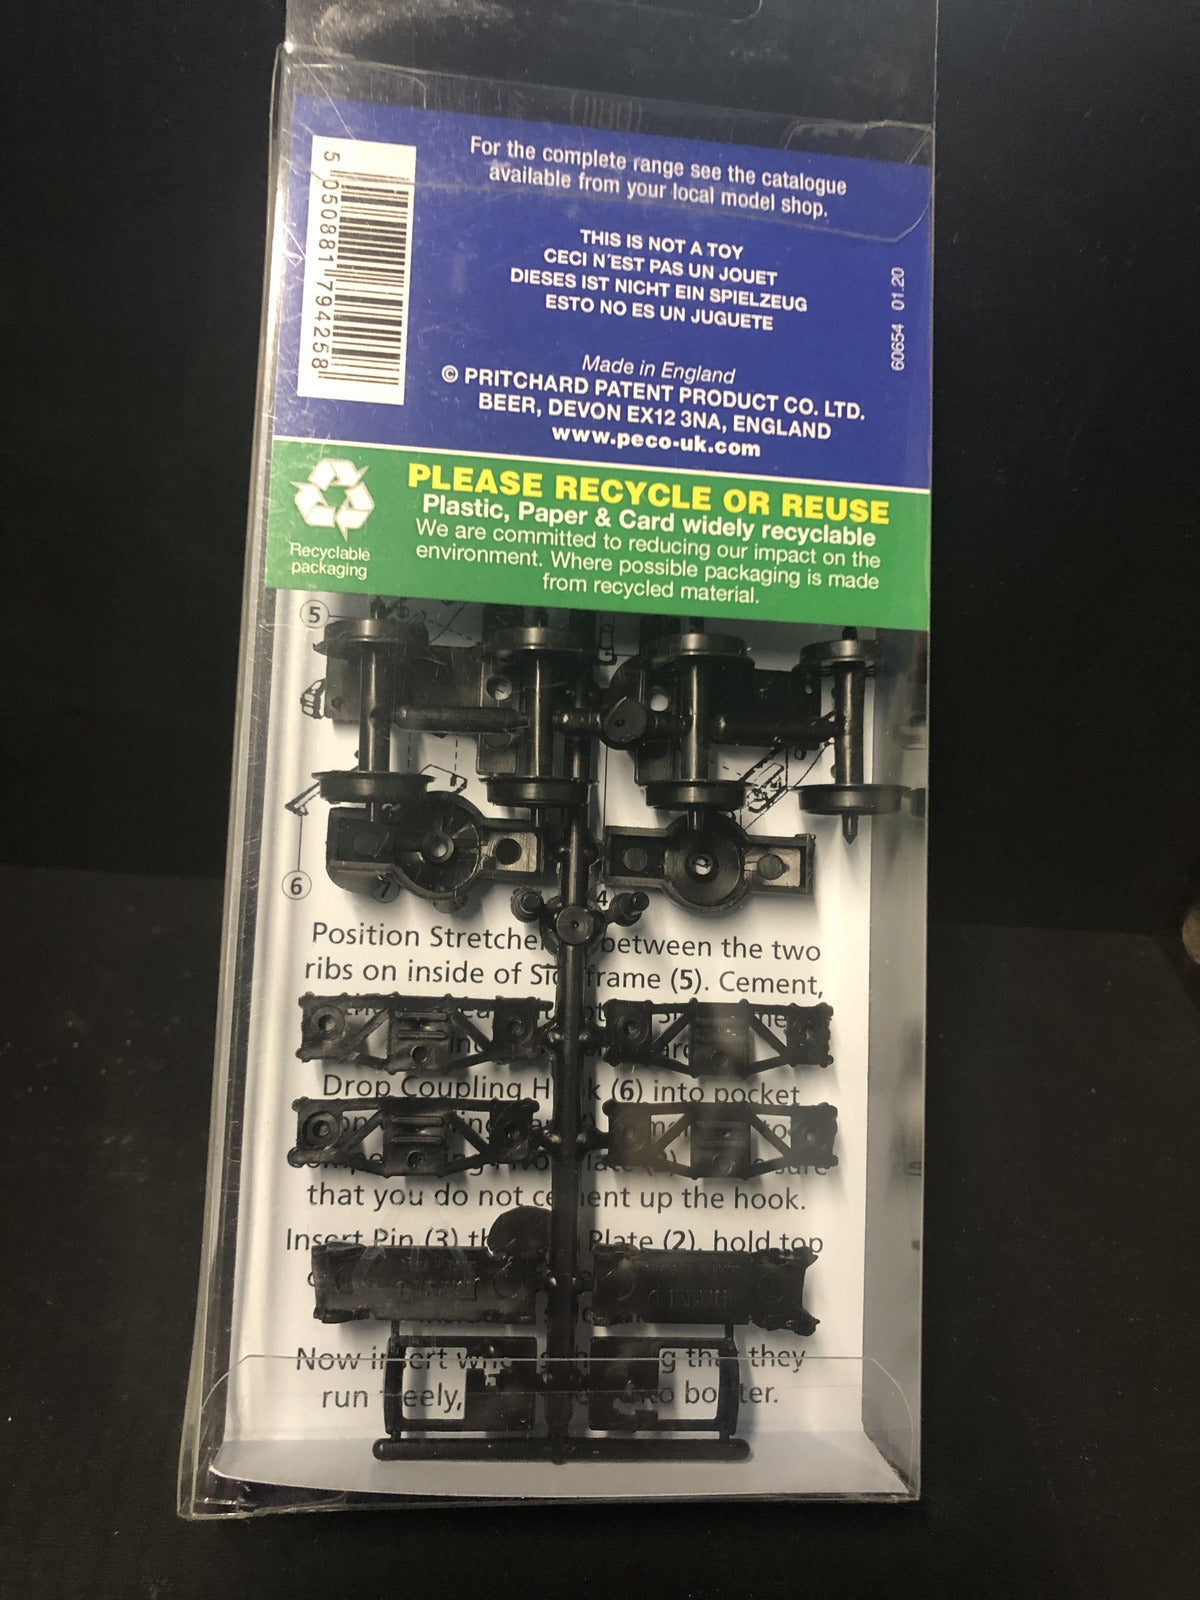 For the complete range see the catalogue
available from your local model shop.
THIS IS NOT A TOY
CECI N'EST PAS UN JOUET
DIESES IST NICHT EIN SPIELZEUG
ESTO NO ES UN JUGUETE
Made in England
© PRITCHARD PATENT PRODUCT CO. LTD.
BEER, DEVON EX12 3NA, ENGLAND
www.peco-uk.com
5 050881 794258
60654 01.20
PLEASE RECYCLE OR REUSE
Plastic, Paper & Card widely recyclable
We are committed to reducing our impact on the
environment. Where possible packaging is made
from recycled material.
Recyclable
packaging
5
6
7
4
Position between the two
ribs on inside of frame (5). Cement,
Drop Coupling (6) into pocket
that you do not up the hook.
Insert Pin (3) Plate (2), hold top
Now they
run